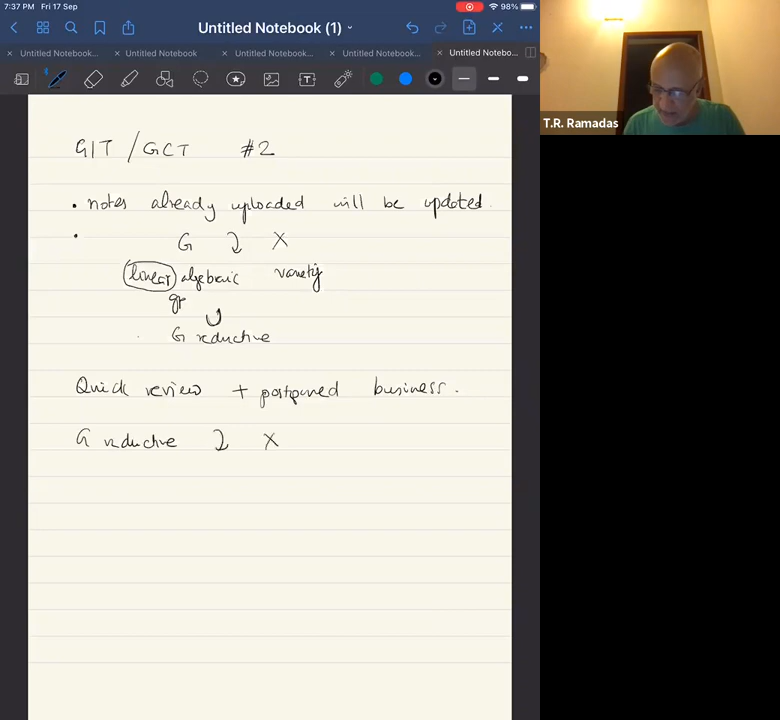 7:37 PM Fri 17 Sep
98%
Untitled Notebook (1)
Untitled Notebook...
Untitled Notebook
Untitled Notebook...
Untitled Notebook...
Untitled Notebo...
T.R. Ramadas
GIT / GCT #2
• notes already uploaded will be updated.
• G ⤵ X
linear algebraic variety
gr
∪
G reductive
Quick review + postponed business.
G reductive ⤵ X